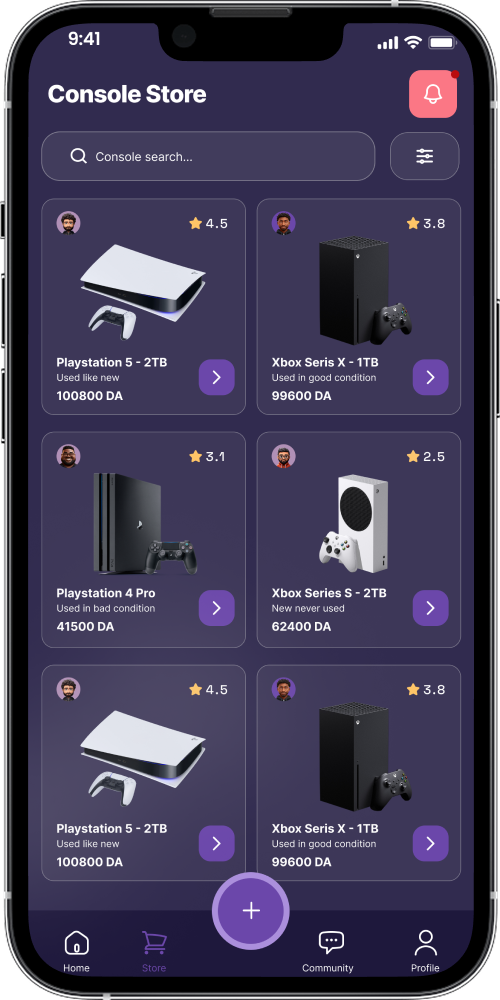 9:41
Console Store
Console search...
4.5
3.8
Playstation 5 - 2TB
Used like new
100800 DA
Xbox Seris X - 1TB
Used in good condition
99600 DA
3.1
2.5
Playstation 4 Pro
Used in bad condition
41500 DA
Xbox Series S - 2TB
New never used
62400 DA
4.5
3.8
Playstation 5 - 2TB
Used like new
100800 DA
Xbox Seris X - 1TB
Used in good condition
99600 DA
Home
Store
Community
Profile